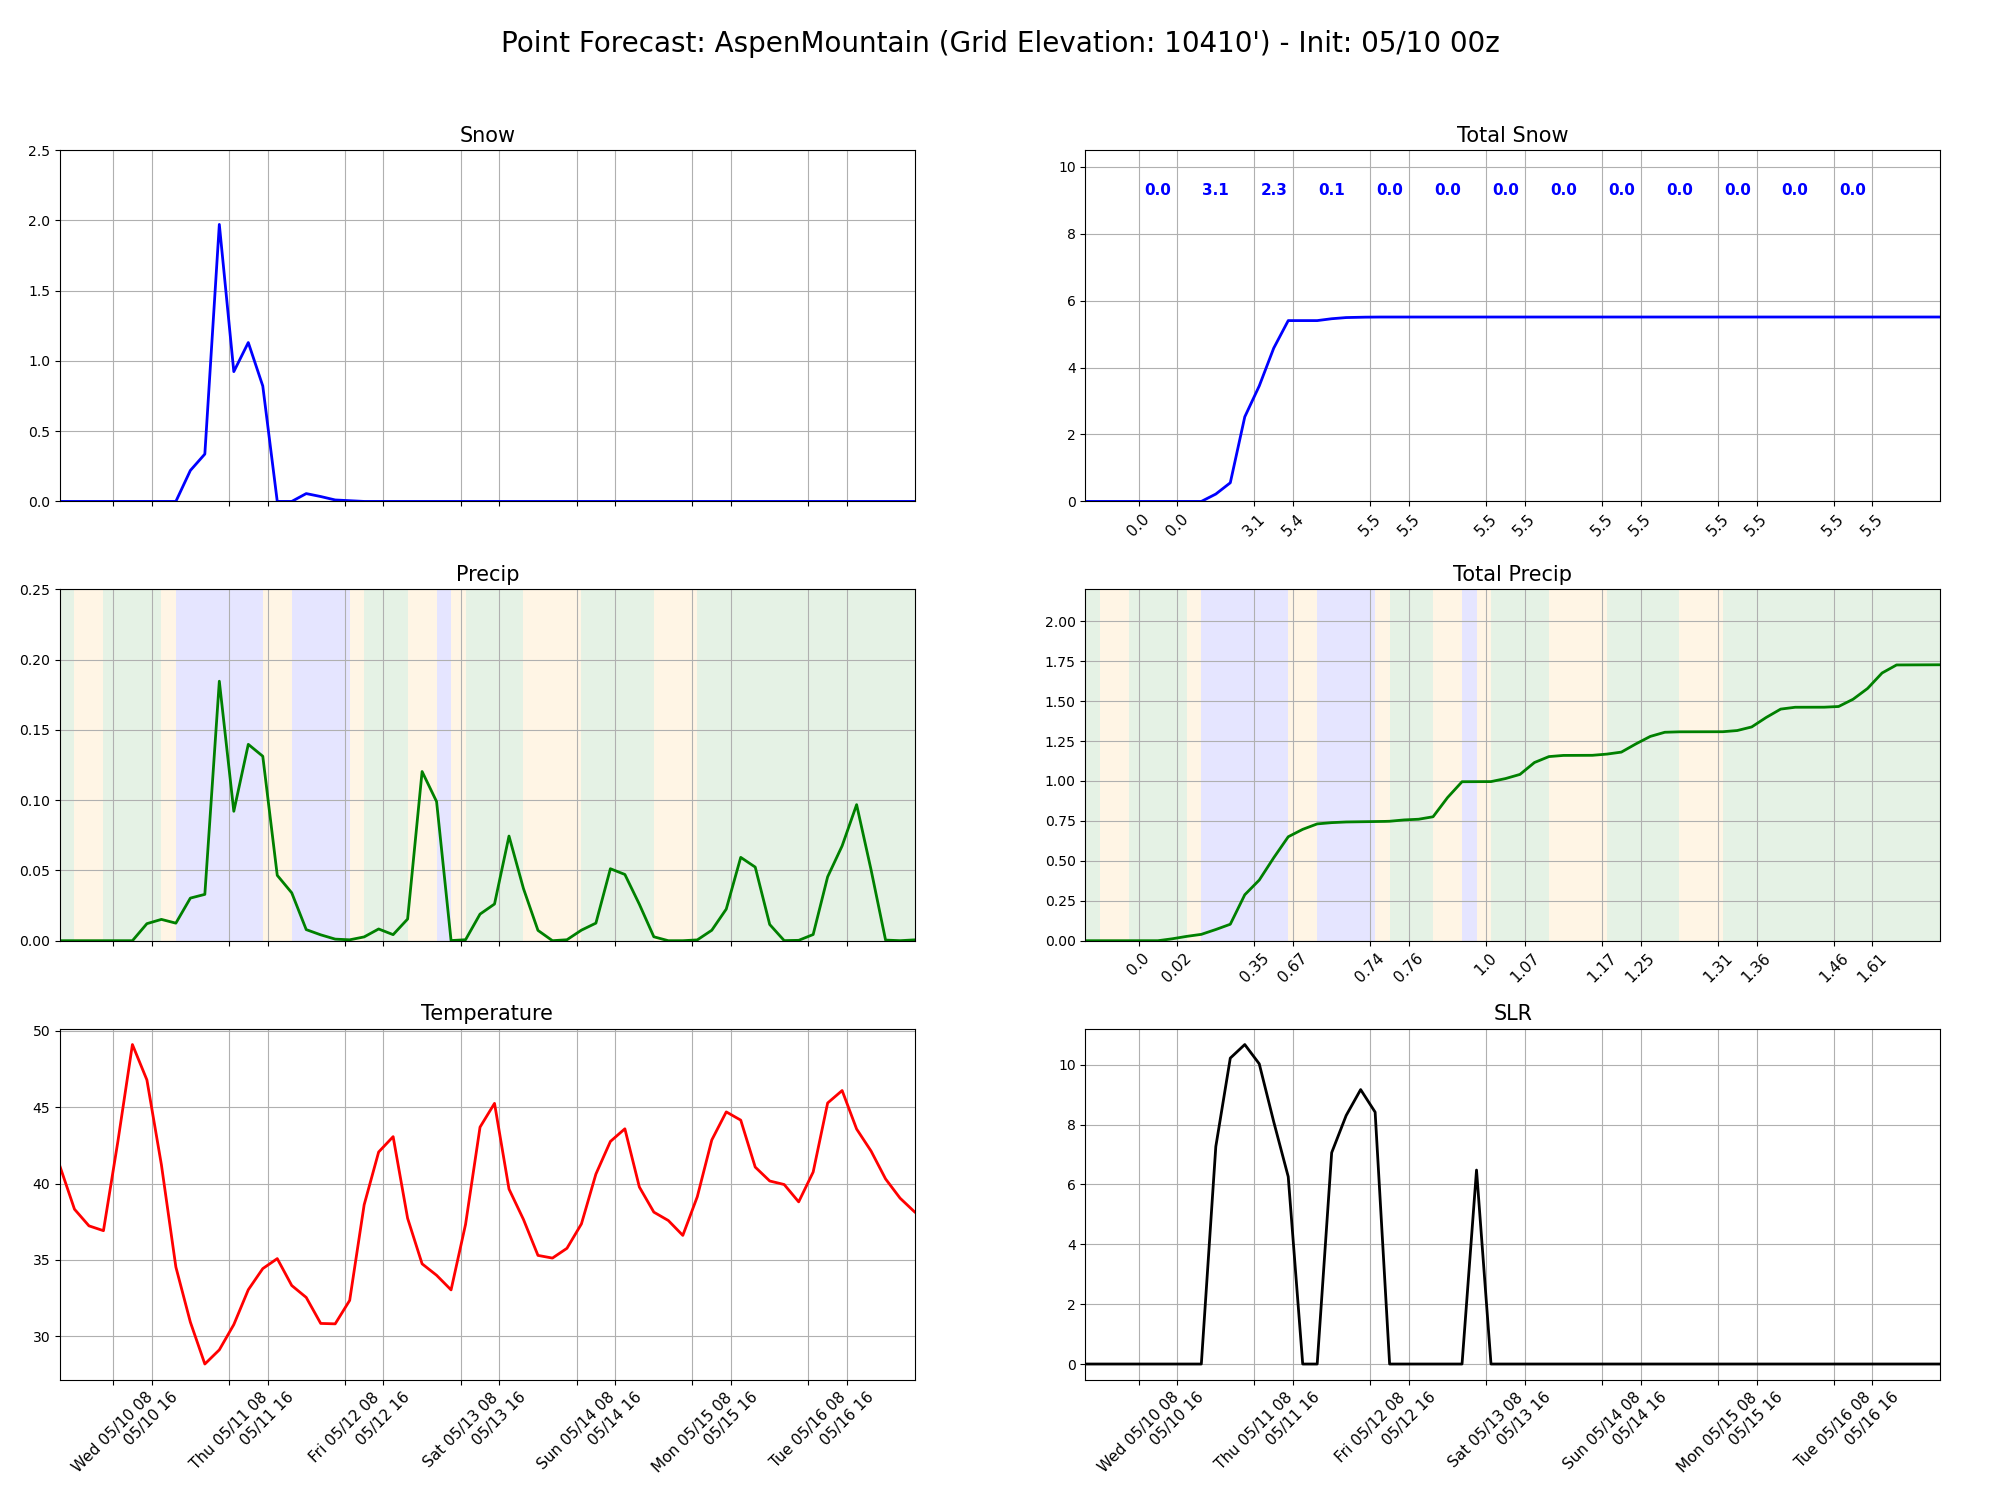 Point Forecast: AspenMountain (Grid Elevation: 10410') - Init: 05/10 00z
Snow
2.5
2.0
1.5
1.0
0.5
0.0
Total Snow
10
8
6
4
2
0
0.0 3.1 2.3 0.1 0.0 0.0 0.0 0.0 0.0 0.0 0.0 0.0 0.0
0.0 0.0 3.1 5.4 5.5 5.5 5.5 5.5 5.5 5.5 5.5 5.5 5.5 5.5
Precip
0.25
0.20
0.15
0.10
0.05
0.00
Total Precip
2.00
1.75
1.50
1.25
1.00
0.75
0.50
0.25
0.00
0.0 0.02 0.35 0.67 0.74 0.76 1.0 1.07 1.17 1.25 1.31 1.36 1.46 1.61
Temperature
50
45
40
35
30
Wed 05/10 08
05/10 16
Thu 05/11 08
05/11 16
Fri 05/12 08
05/12 16
Sat 05/13 08
05/13 16
Sun 05/14 08
05/14 16
Mon 05/15 08
05/15 16
Tue 05/16 08
05/16 16
SLR
10
8
6
4
2
0
Wed 05/10 08
05/10 16
Thu 05/11 08
05/11 16
Fri 05/12 08
05/12 16
Sat 05/13 08
05/13 16
Sun 05/14 08
05/14 16
Mon 05/15 08
05/15 16
Tue 05/16 08
05/16 16